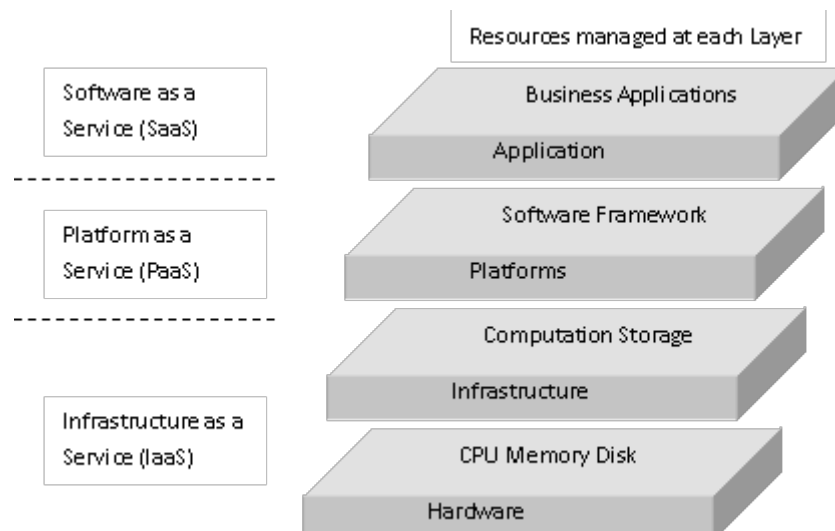 Resources managed at each Layer
Software as a
Service (SaaS)
Business Applications
Application
Platform as a
Service (PaaS)
Software Framework
Platforms
Computation Storage
Infrastructure
Infrastructure as a
Service (IaaS)
CPU Memory Disk
Hardware